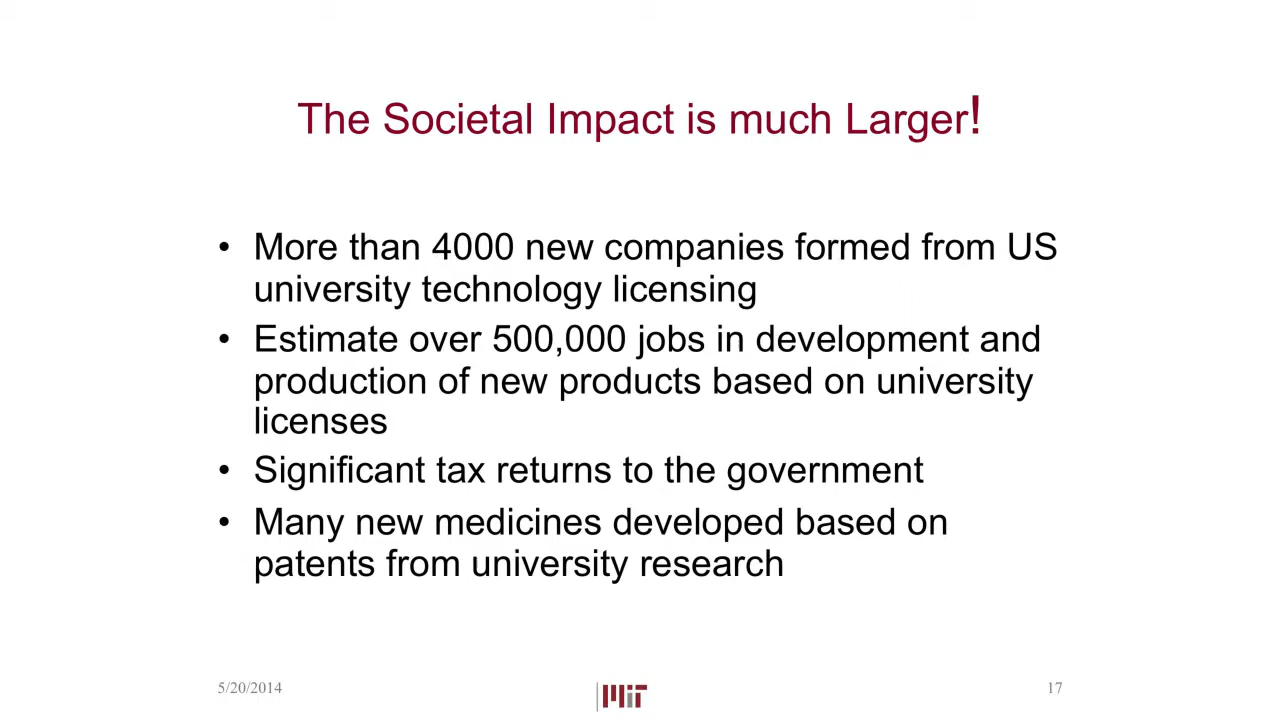 The Societal Impact is much Larger!
• More than 4000 new companies formed from US
university technology licensing
• Estimate over 500,000 jobs in development and
production of new products based on university
licenses
• Significant tax returns to the government
• Many new medicines developed based on
patents from university research
5/20/2014
MIT
17